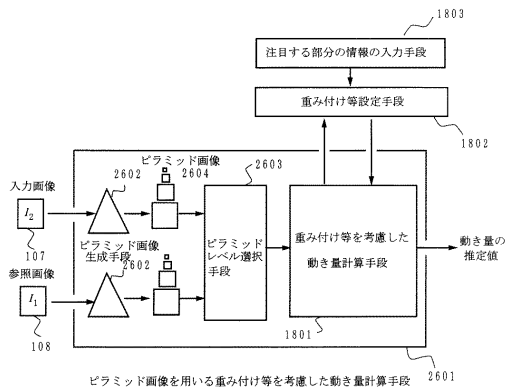 1803
注目する部分の情報の入力手段
重み付け等設定手段
1802
ピラミッド画像
2602
2604
2603
入力画像
I2
107
ピラミッド画像
生成手段
2602
ピラミッド
レベル選択
手段
重み付け等を考慮した
動き量計算手段
動き量の
推定値
参照画像
I1
108
1801
2601
ピラミッド画像を用いる重み付け等を考慮した動き量計算手段